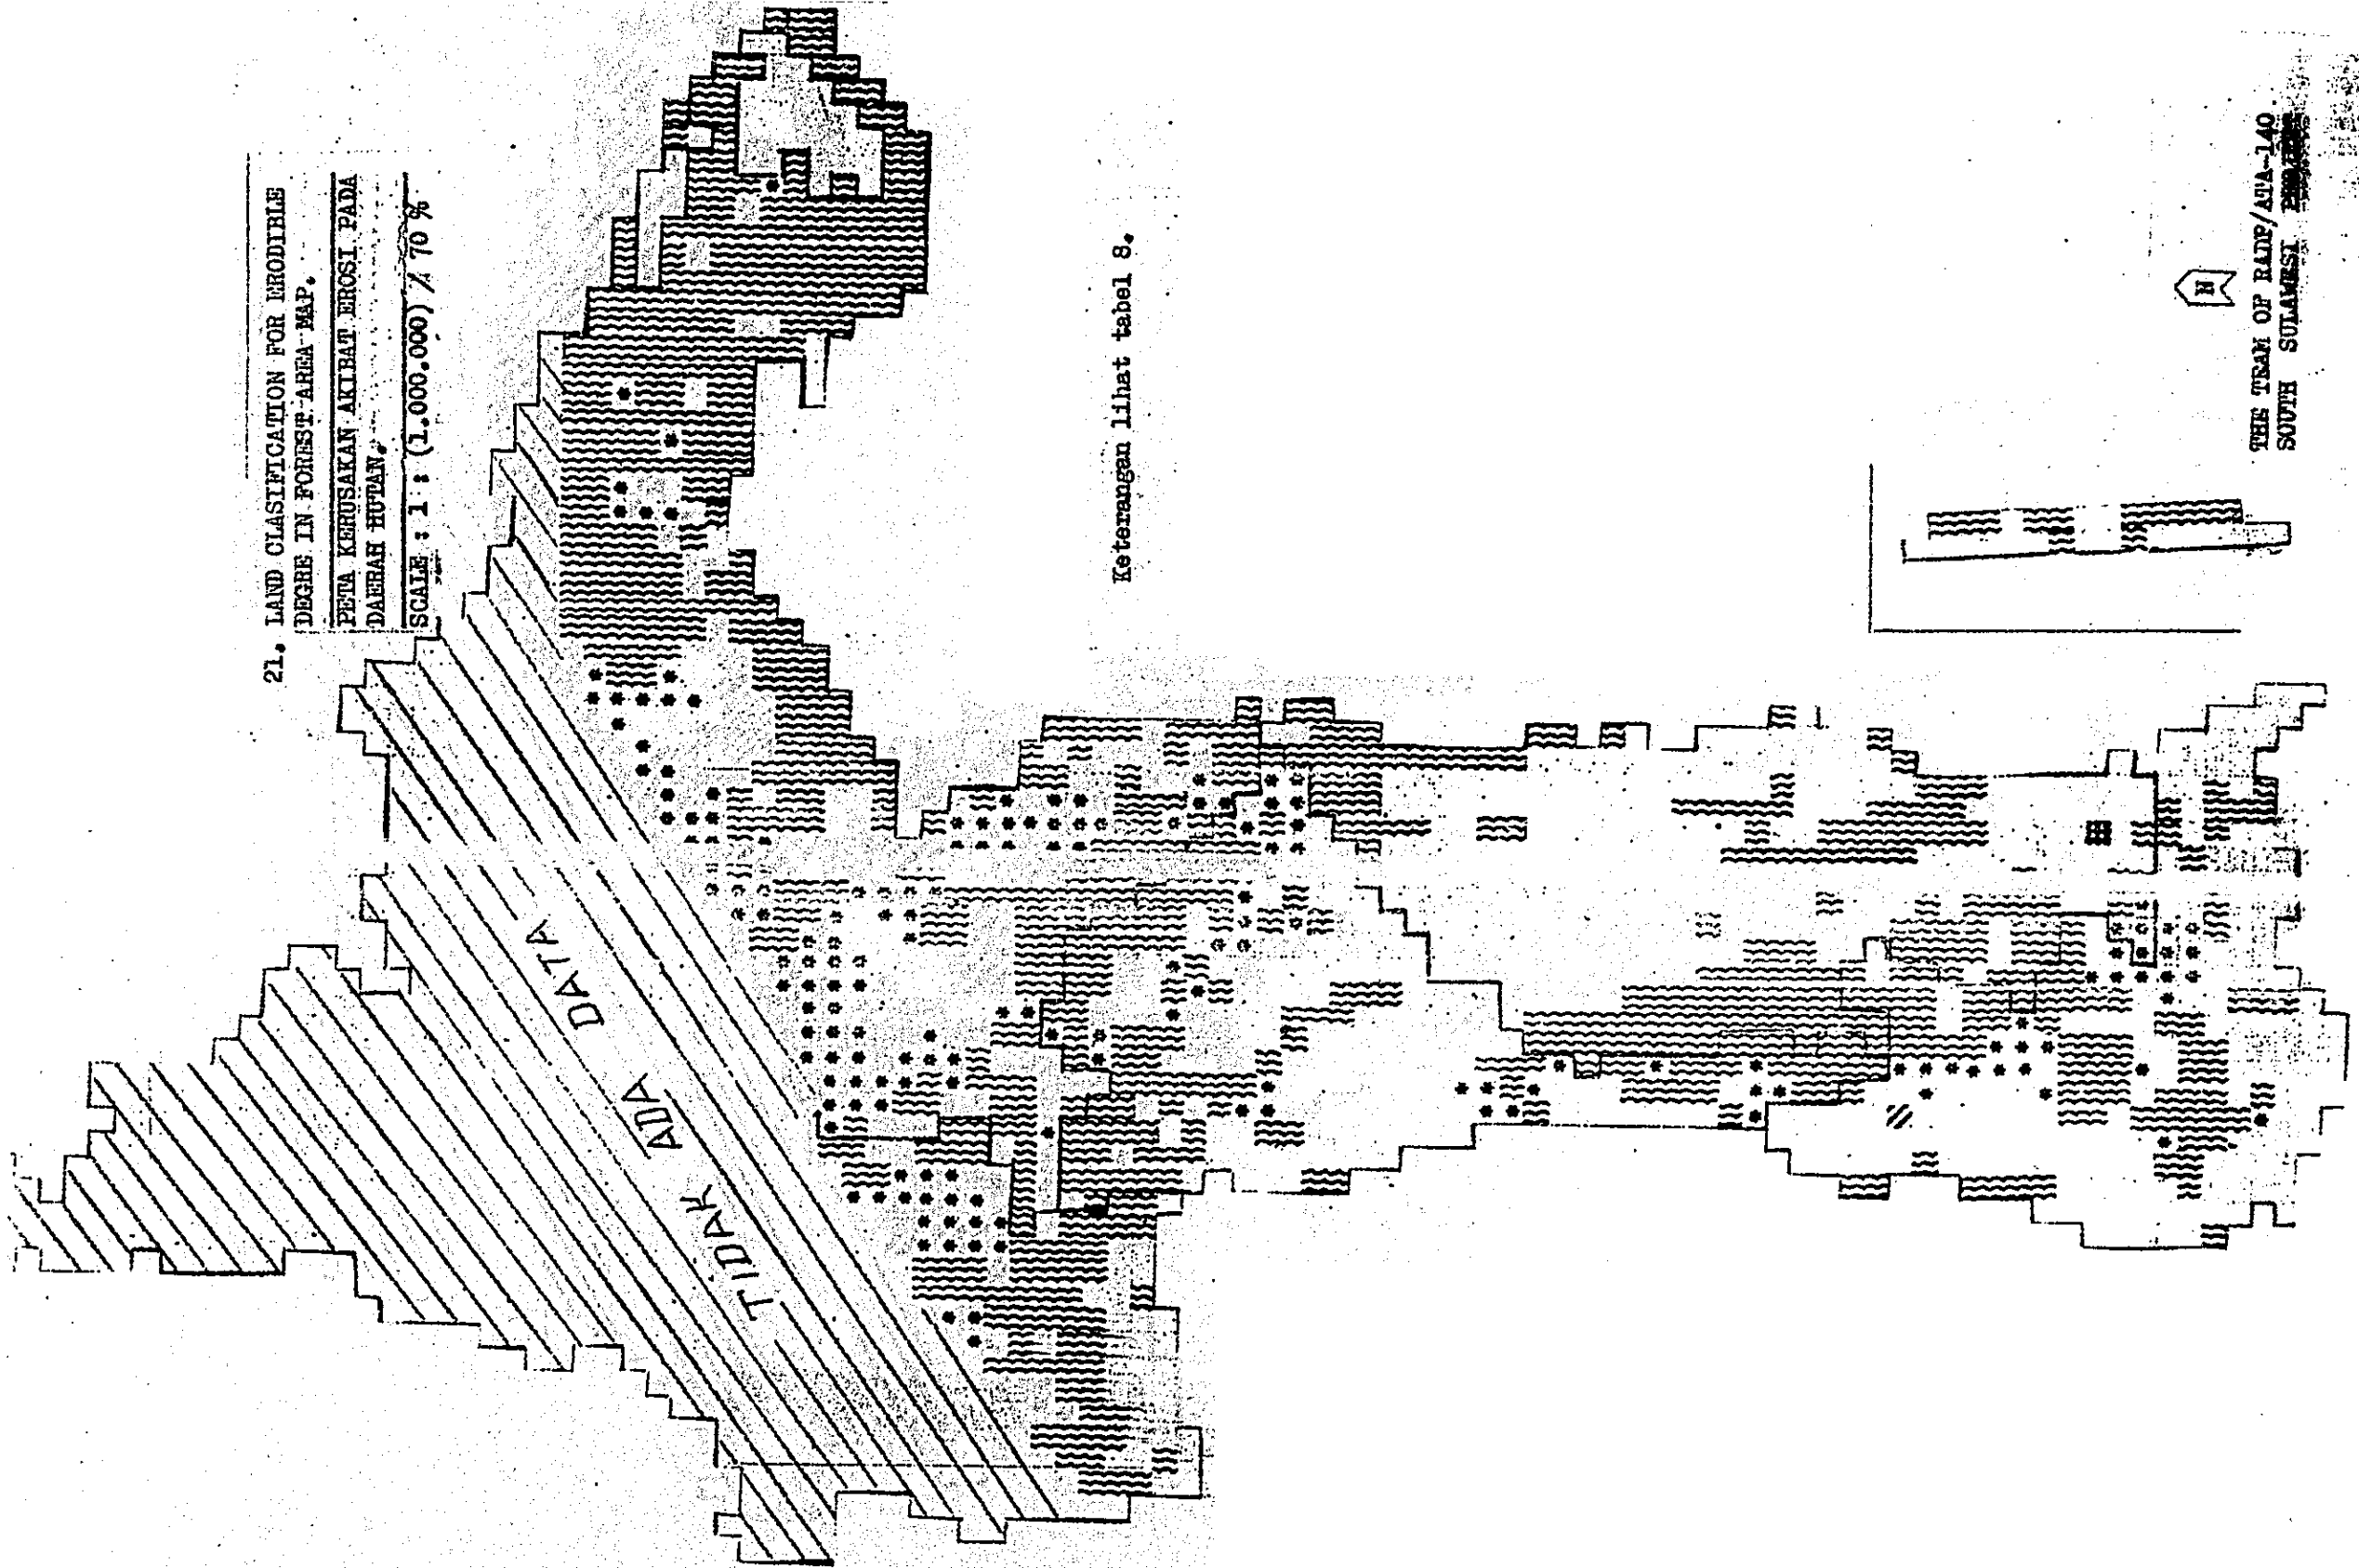 21. LAND CLASIFICATION FOR ERODIBLE
DEGRE IN FOREST AREA MAP.
PETA KERUSAKAN AKIBAT EROSI PADA
DAERAH HUTAN.
SCALE : 1 : (1.000.000) / 70 %
TIDAK ADA DATA
Keterangan lihat tabel 8.
N
THE TEAM OF RADP/ATA-140
SOUTH SULAWESI